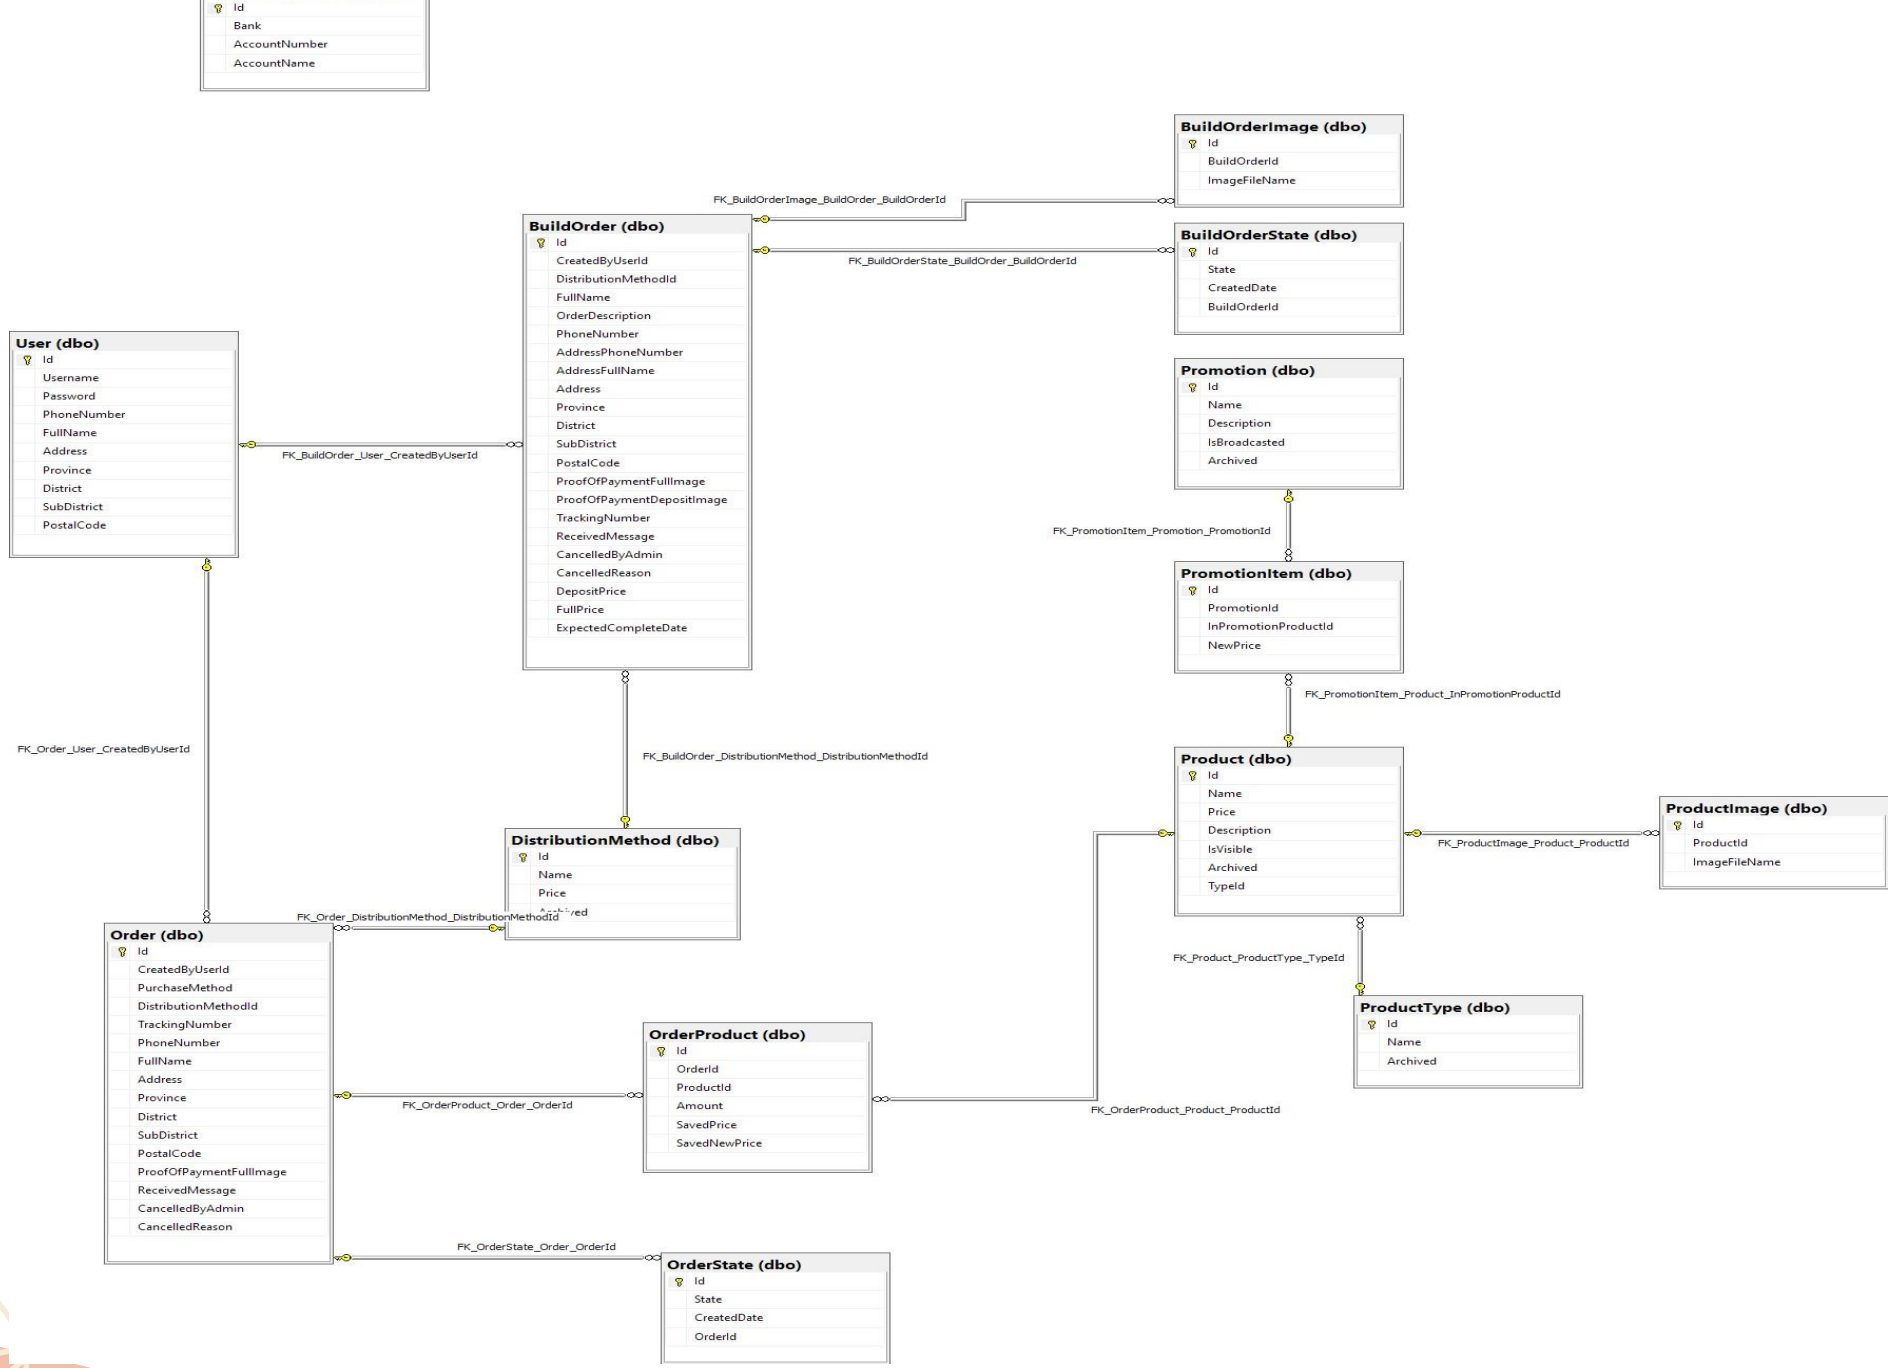 Id
Bank
AccountNumber
AccountName
BuildOrderImage (dbo)
Id
BuildOrderId
ImageFileName
FK_BuildOrderImage_BuildOrder_BuildOrderId
BuildOrder (dbo)
Id
CreatedByUserId
DistributionMethodId
FullName
OrderDescription
PhoneNumber
AddressPhoneNumber
AddressFullName
Address
Province
District
SubDistrict
PostalCode
ProofOfPaymentFullImage
ProofOfPaymentDepositImage
TrackingNumber
ReceivedMessage
CancelledByAdmin
CancelledReason
DepositPrice
FullPrice
ExpectedCompleteDate
BuildOrderState (dbo)
Id
State
CreatedDate
BuildOrderId
FK_BuildOrderState_BuildOrder_BuildOrderId
User (dbo)
Id
Username
Password
PhoneNumber
FullName
Address
Province
District
SubDistrict
PostalCode
FK_BuildOrder_User_CreatedByUserId
Promotion (dbo)
Id
Name
Description
IsBroadcasted
Archived
FK_PromotionItem_Promotion_PromotionId
PromotionItem (dbo)
Id
PromotionId
InPromotionProductId
NewPrice
FK_PromotionItem_Product_InPromotionProductId
FK_Order_User_CreatedByUserId
FK_BuildOrder_DistributionMethod_DistributionMethodId
Product (dbo)
Id
Name
Price
Description
IsVisible
Archived
TypeId
ProductImage (dbo)
Id
ProductId
ImageFileName
FK_ProductImage_Product_ProductId
DistributionMethod (dbo)
Id
Name
Price
FK_Order_DistributionMethod_DistributionMethodId
Order (dbo)
Id
CreatedByUserId
PurchaseMethod
DistributionMethodId
TrackingNumber
PhoneNumber
FullName
Address
Province
District
SubDistrict
PostalCode
ProofOfPaymentFullImage
ReceivedMessage
CancelledByAdmin
CancelledReason
FK_Product_ProductType_TypeId
ProductType (dbo)
Id
Name
Archived
OrderProduct (dbo)
Id
OrderId
ProductId
Amount
SavedPrice
SavedNewPrice
FK_OrderProduct_Order_OrderId
FK_OrderProduct_Product_ProductId
FK_OrderState_Order_OrderId
OrderState (dbo)
Id
State
CreatedDate
OrderId